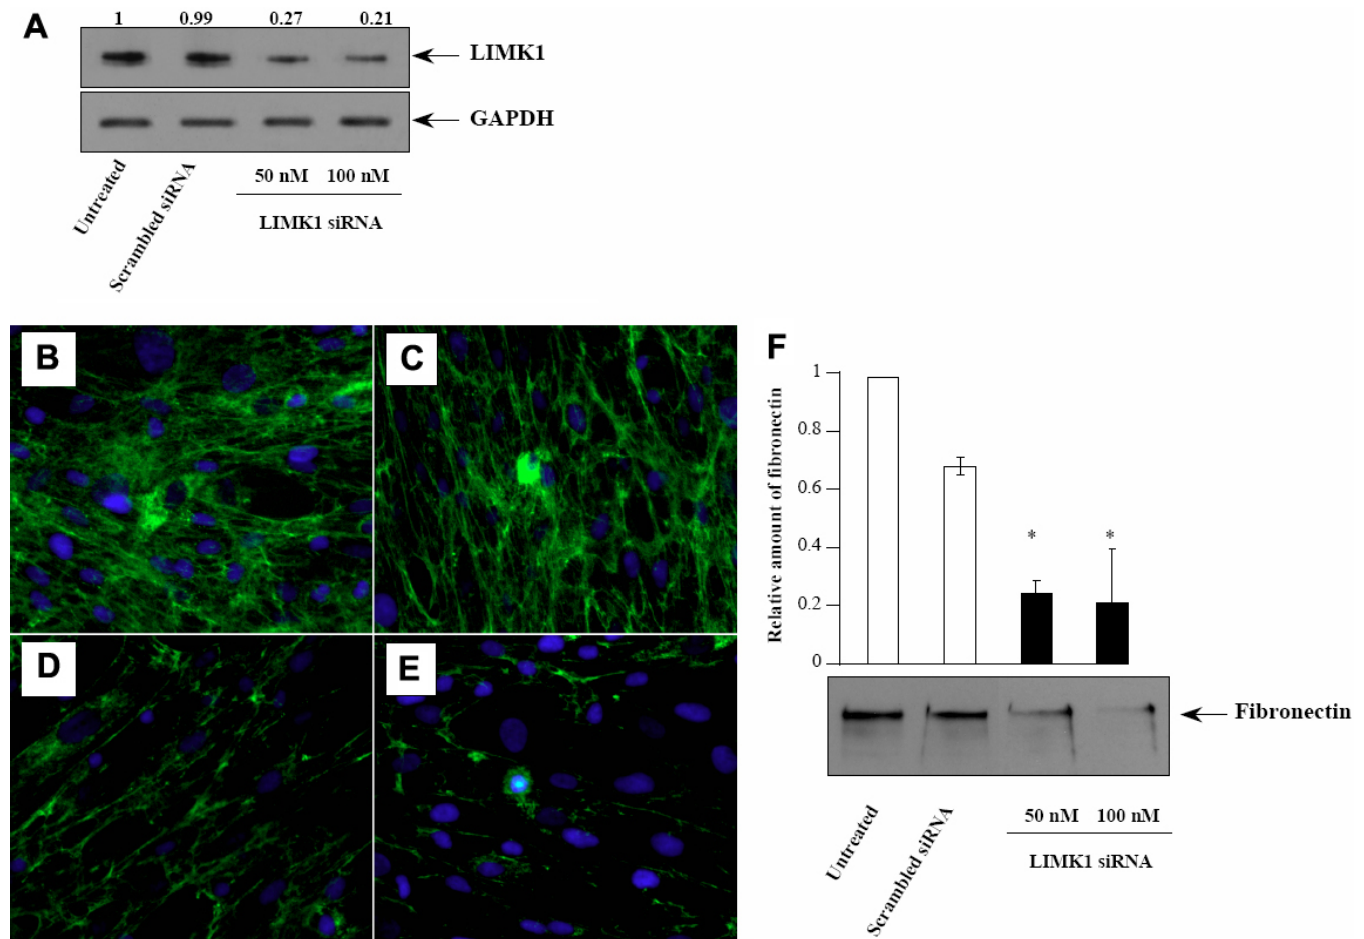 A
1 0.99 0.27 0.21
LIMK1
GAPDH
Untreated
Scrambled siRNA
50 nM 100 nM
LIMK1 siRNA
B
C
D
E
F
Relative amount of fibronectin
1
0.8
0.6
0.4
0.2
0
* *
Fibronectin
Untreated
Scrambled siRNA
50 nM 100 nM
LIMK1 siRNA